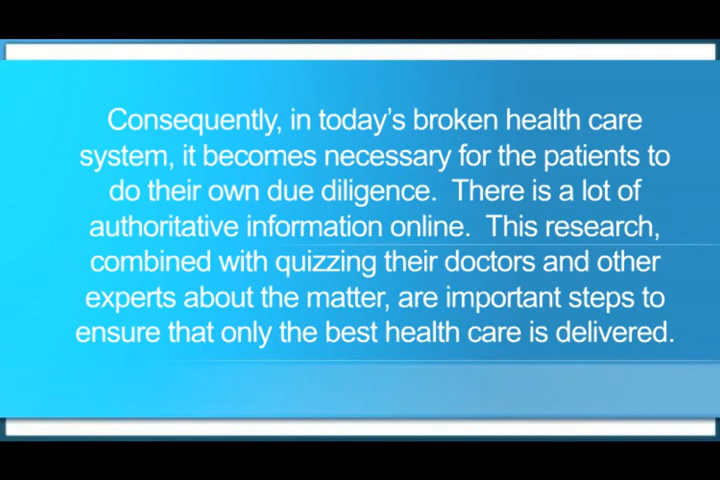 Consequently, in today’s broken health care
system, it becomes necessary for the patients to
do their own due diligence.  There is a lot of
authoritative information online.  This research,
combined with quizzing their doctors and other
experts about the matter, are important steps to
ensure that only the best health care is delivered.